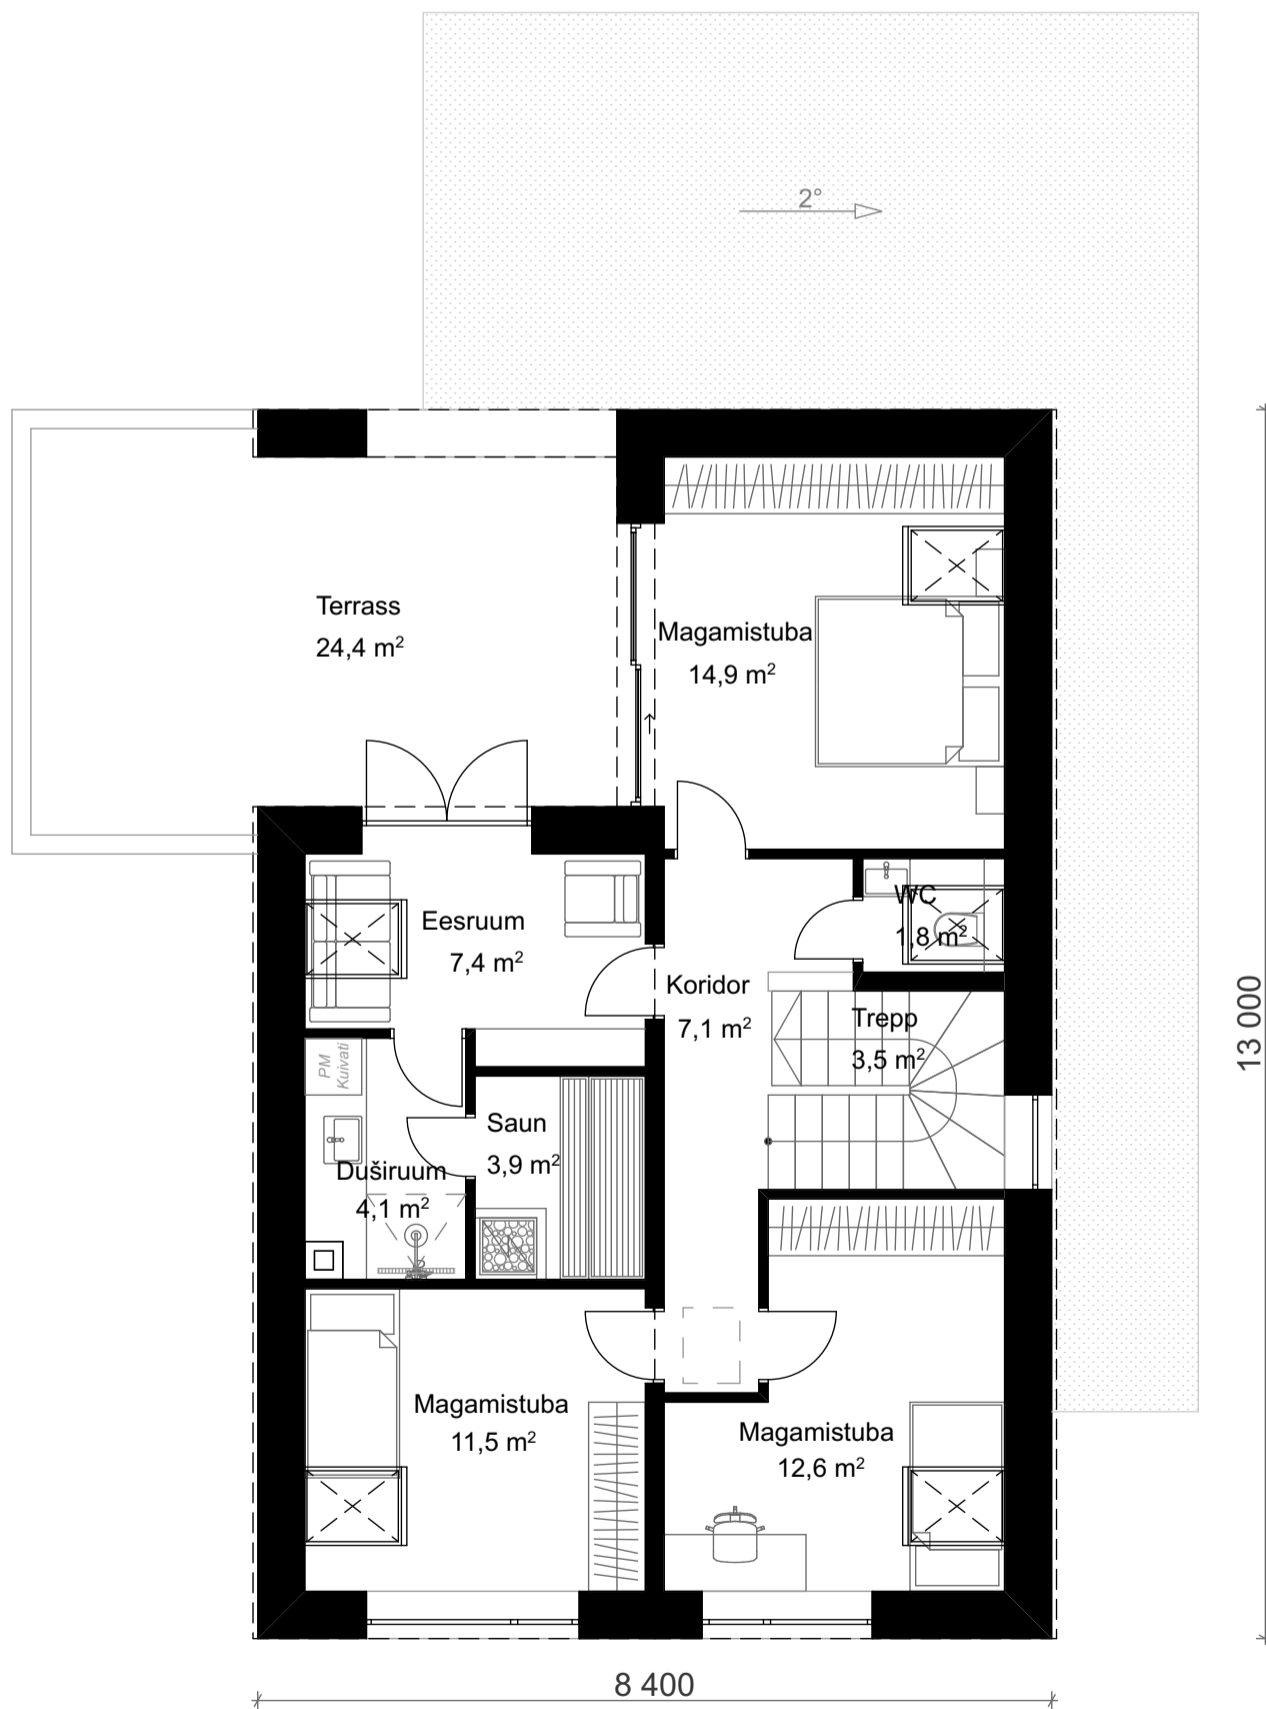 2°
Terrass
24,4 m²
Magamistuba
14,9 m²
WC
1,8 m²
Eesruum
7,4 m²
Koridor
7,1 m²
Trepp
3,5 m²
PM
Kuivati
Saun
3,9 m²
Duširuum
4,1 m²
Magamistuba
11,5 m²
Magamistuba
12,6 m²
13 000
8 400